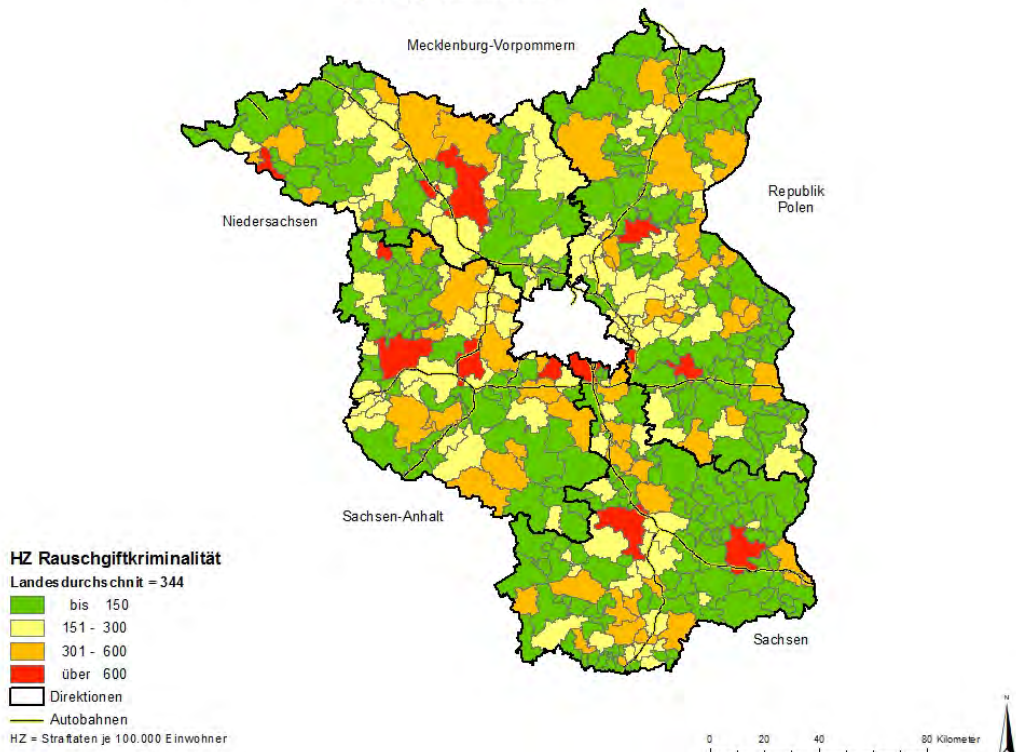 Mecklenburg-Vorpommern
Republik
Polen
Niedersachsen
Sachsen-Anhalt
Sachsen
HZ Rauschgiftkriminalität
Landesdurchschnit = 344
bis 150
151 - 300
301 - 600
über 600
Direktionen
Autobahnen
HZ = Straftaten je 100.000 Einwohner
N
0 20 40 80 Kilometer